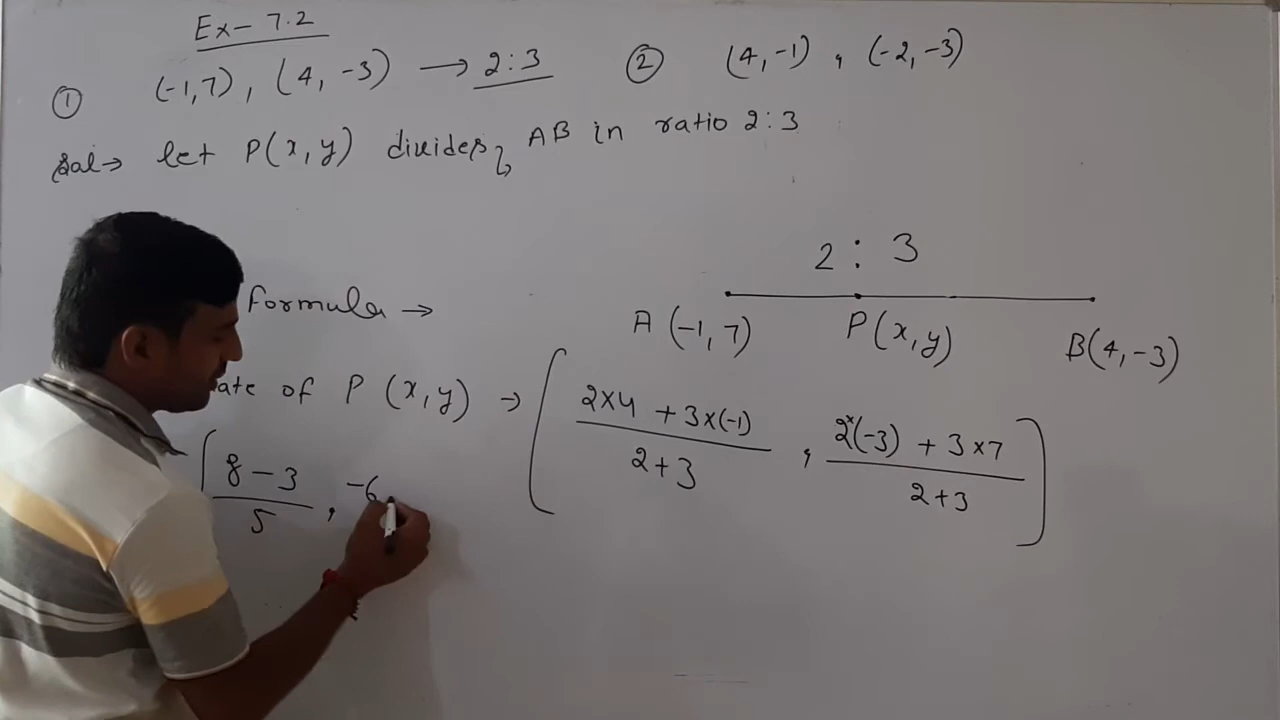 Ex- 7.2
① (-1,7), (4, -3) → 2:3
② (4,-1), (-2,-3)
Sol→ let P(x,y) divides AB in ratio 2:3
2 : 3
Formula →
A (-1, 7) P(x,y) B(4,-3)
ate of P (x,y) → ( 2×4 + 3×(-1) / 2+3 , 2×(-3) + 3×7 / 2+3 )
( 8-3 / 5 , -6